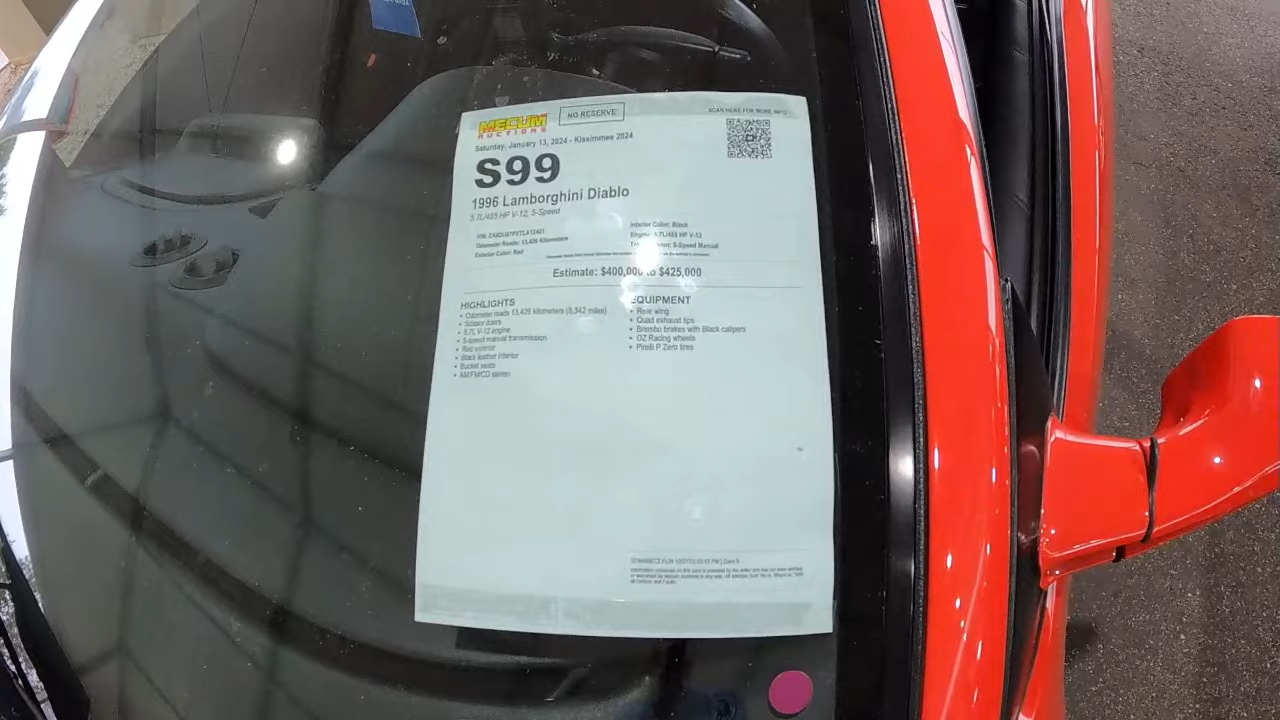 MECUM
AUCTIONS
NO RESERVE
SCAN HERE FOR MORE INFO
Saturday, January 13, 2024 - Kissimmee 2024
S99
1996 Lamborghini Diablo
5.7L/485 HP V-12, 5-Speed
Odometer Reads: 13,426 Kilometers
Exterior Color: Red
Interior Color: Black
Engine: 5.7L/485 HP V-12
Transmission: 5-Speed Manual
Estimate: $400,000 to $425,000
HIGHLIGHTS
• Odometer reads 13,426 kilometers (8,342 miles)
• Scissor doors
• 5.7L V-12 engine
• 5-speed manual transmission
• Red exterior
• Black leather interior
• Bucket seats
• AM/FM/CD stereo
EQUIPMENT
• Rear wing
• Quad exhaust tips
• Brembo brakes with Black calipers
• OZ Racing wheels
• Pirelli P Zero tires